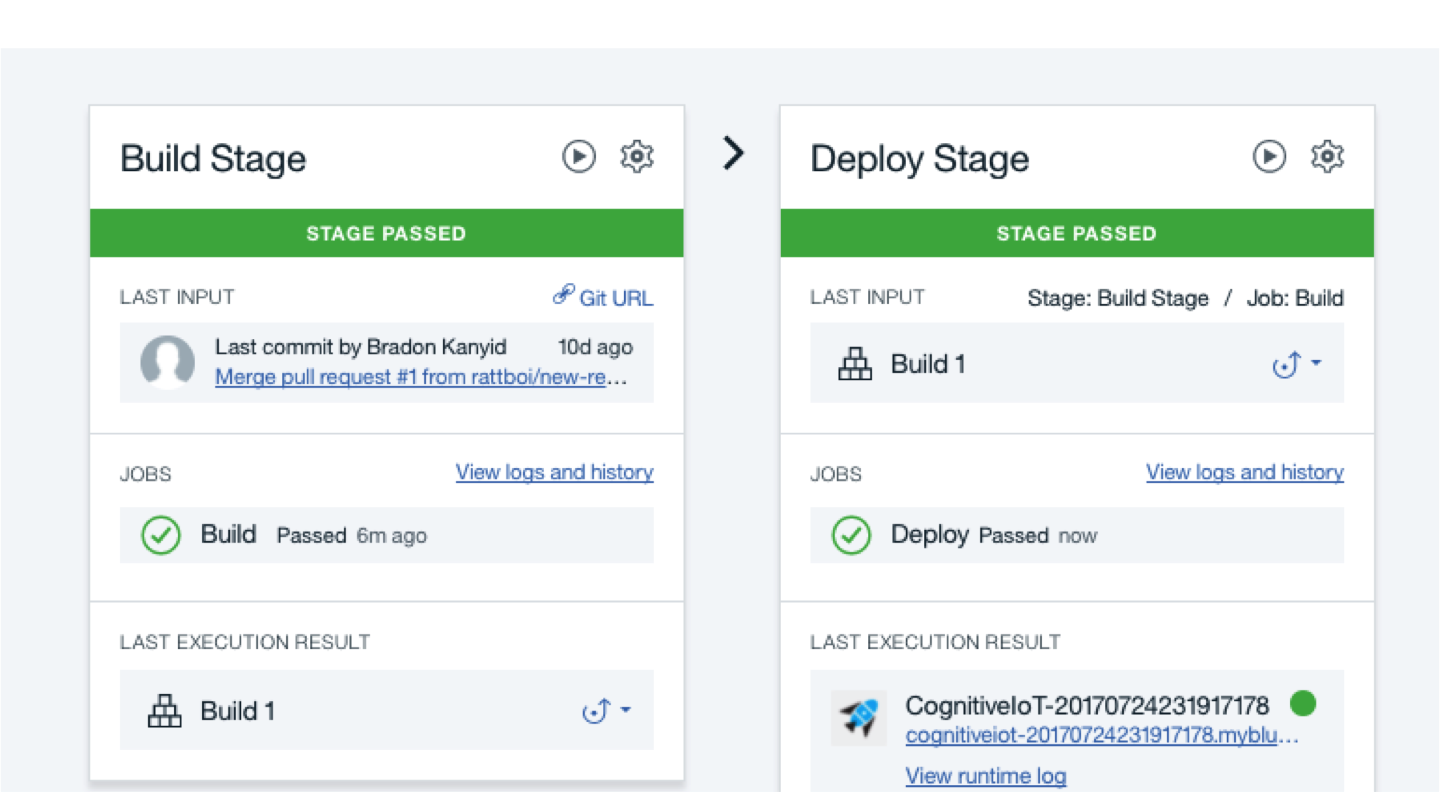 Build Stage
STAGE PASSED
LAST INPUT
Git URL
Last commit by Bradon Kanyid 10d ago
Merge pull request #1 from rattboi/new-re...
JOBS
View logs and history
Build Passed 6m ago
LAST EXECUTION RESULT
Build 1
Deploy Stage
STAGE PASSED
LAST INPUT
Stage: Build Stage / Job: Build
Build 1
JOBS
View logs and history
Deploy Passed now
LAST EXECUTION RESULT
CognitiveIoT-20170724231917178
cognitiveiot-20170724231917178.myblu...
View runtime log